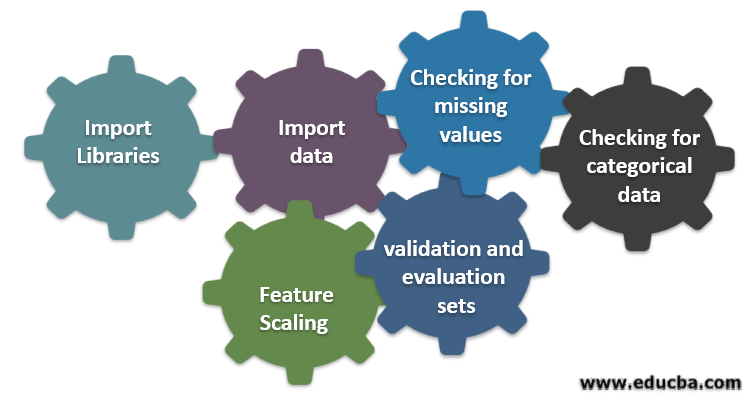 Import
Libraries
Import
data
Checking for
missing
values
Checking for
categorical
data
Feature
Scaling
validation and
evaluation
sets
www.educba.com